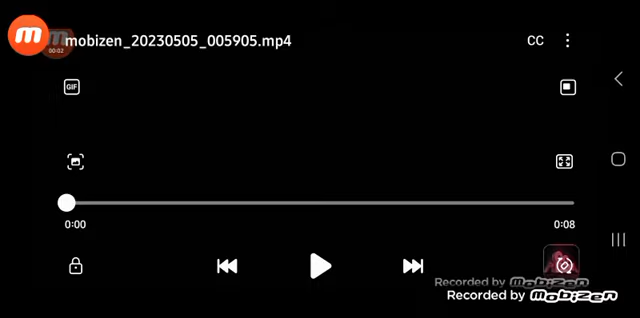 mobizen_20230505_005905.mp4
CC
00:02
GIF
0:00
0:08
Recorded by Mobizen
Recorded by Mobizen